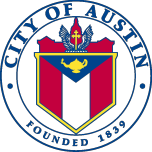 CITY OF AUSTIN
FOUNDED 1839